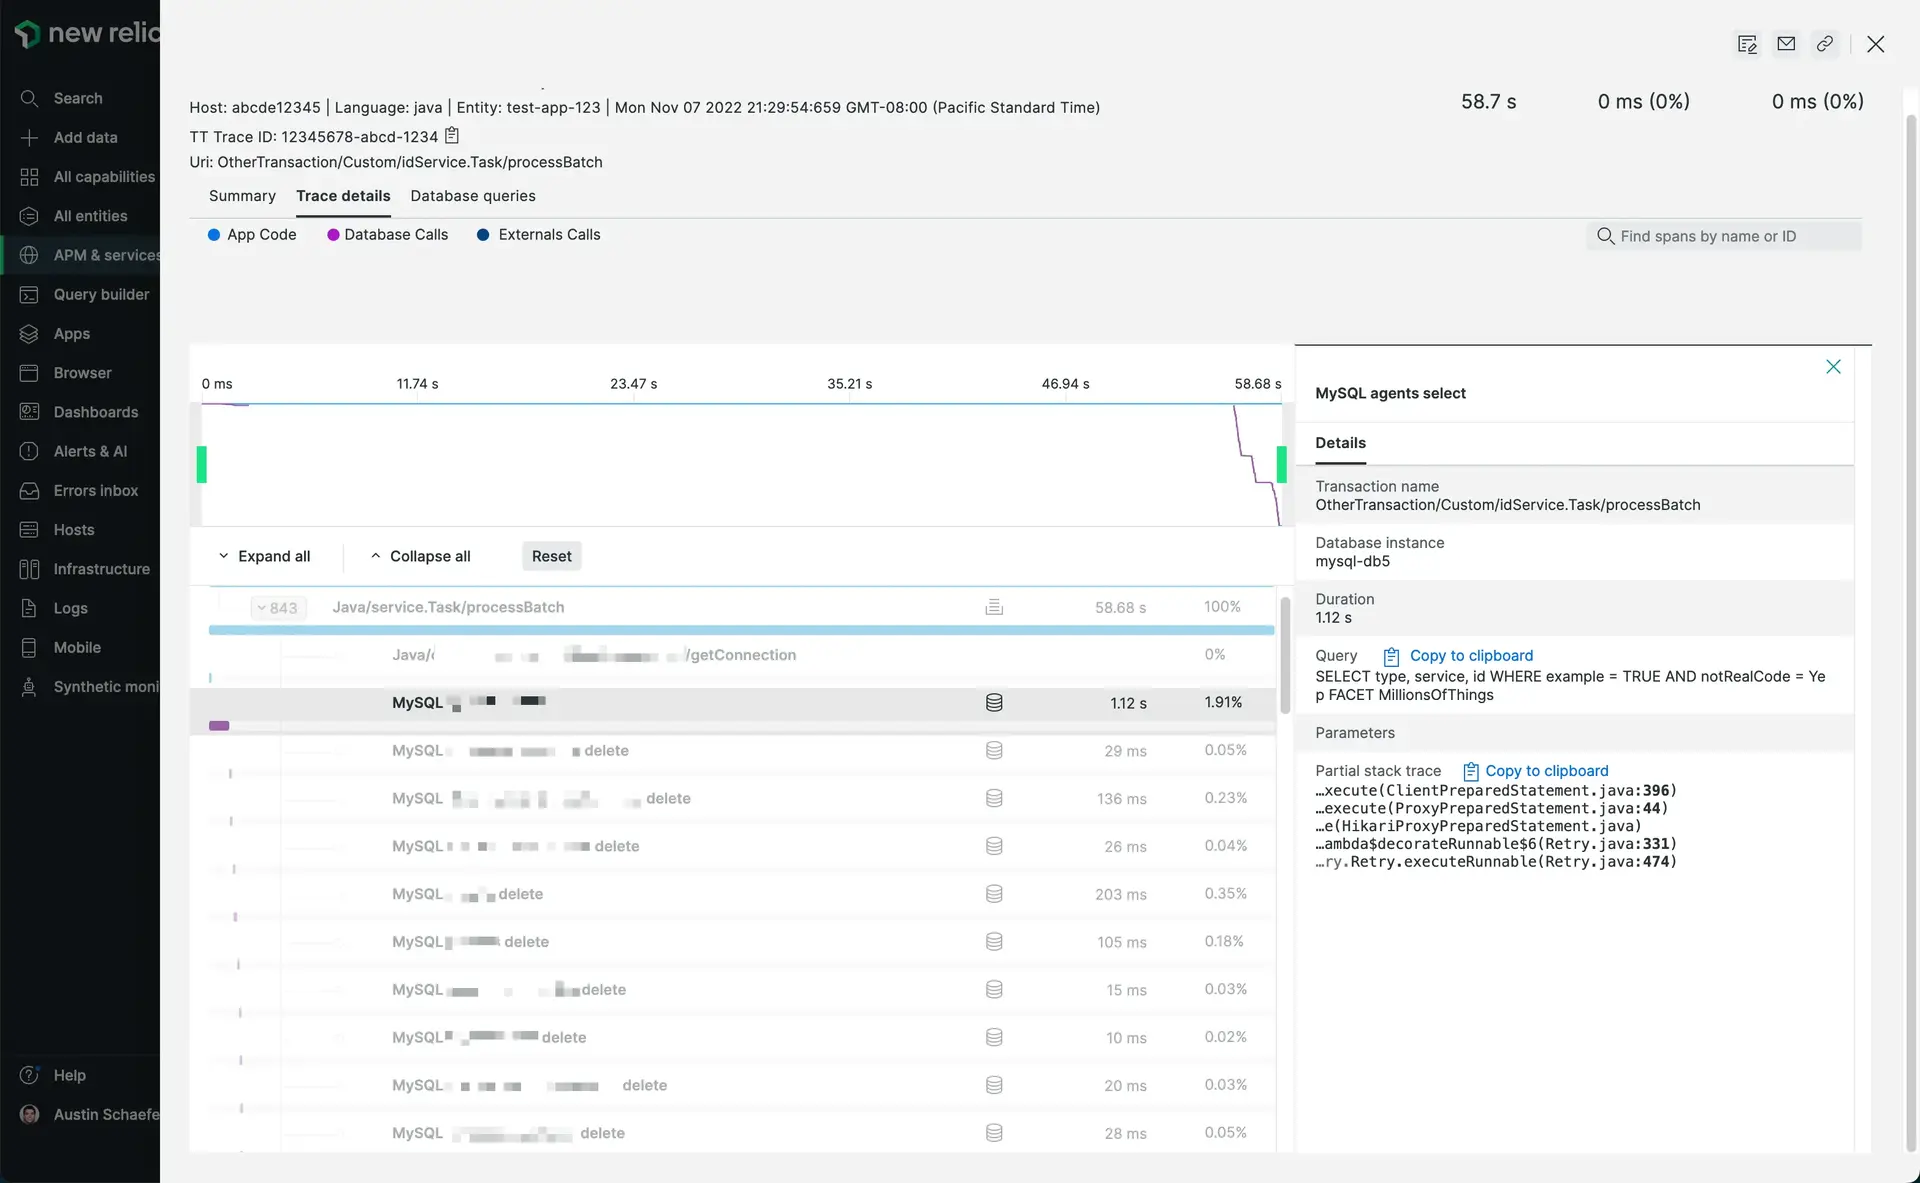 new relic
Search
Add data
All capabilities
All entities
APM & services
Query builder
Apps
Browser
Dashboards
Alerts & AI
Errors inbox
Hosts
Infrastructure
Logs
Mobile
Synthetic moni
Help
Austin Schaefe
Host: abcde12345 | Language: java | Entity: test-app-123 | Mon Nov 07 2022 21:29:54:659 GMT-08:00 (Pacific Standard Time)
58.7 s
0 ms (0%)
0 ms (0%)
TT Trace ID: 12345678-abcd-1234
Uri: OtherTransaction/Custom/idService.Task/processBatch
Summary
Trace details
Database queries
App Code
Database Calls
Externals Calls
Find spans by name or ID
0 ms
11.74 s
23.47 s
35.21 s
46.94 s
58.68 s
Expand all
Collapse all
Reset
843 Java/service.Task/processBatch 58.68 s 100%
Java/ /getConnection 0%
MySQL 1.12 s 1.91%
MySQL delete 29 ms 0.05%
MySQL delete 136 ms 0.23%
MySQL delete 26 ms 0.04%
MySQL delete 203 ms 0.35%
MySQL delete 105 ms 0.18%
MySQL delete 15 ms 0.03%
MySQL delete 10 ms 0.02%
MySQL delete 20 ms 0.03%
MySQL delete 28 ms 0.05%
MySQL agents select
Details
Transaction name
OtherTransaction/Custom/idService.Task/processBatch
Database instance
mysql-db5
Duration
1.12 s
Query Copy to clipboard
SELECT type, service, id WHERE example = TRUE AND notRealCode = Ye
p FACET MillionsOfThings
Parameters
Partial stack trace Copy to clipboard
…xecute(ClientPreparedStatement.java:396)
…execute(ProxyPreparedStatement.java:44)
…e(HikariProxyPreparedStatement.java)
…ambda$decorateRunnable$6(Retry.java:331)
…ry.Retry.executeRunnable(Retry.java:474)